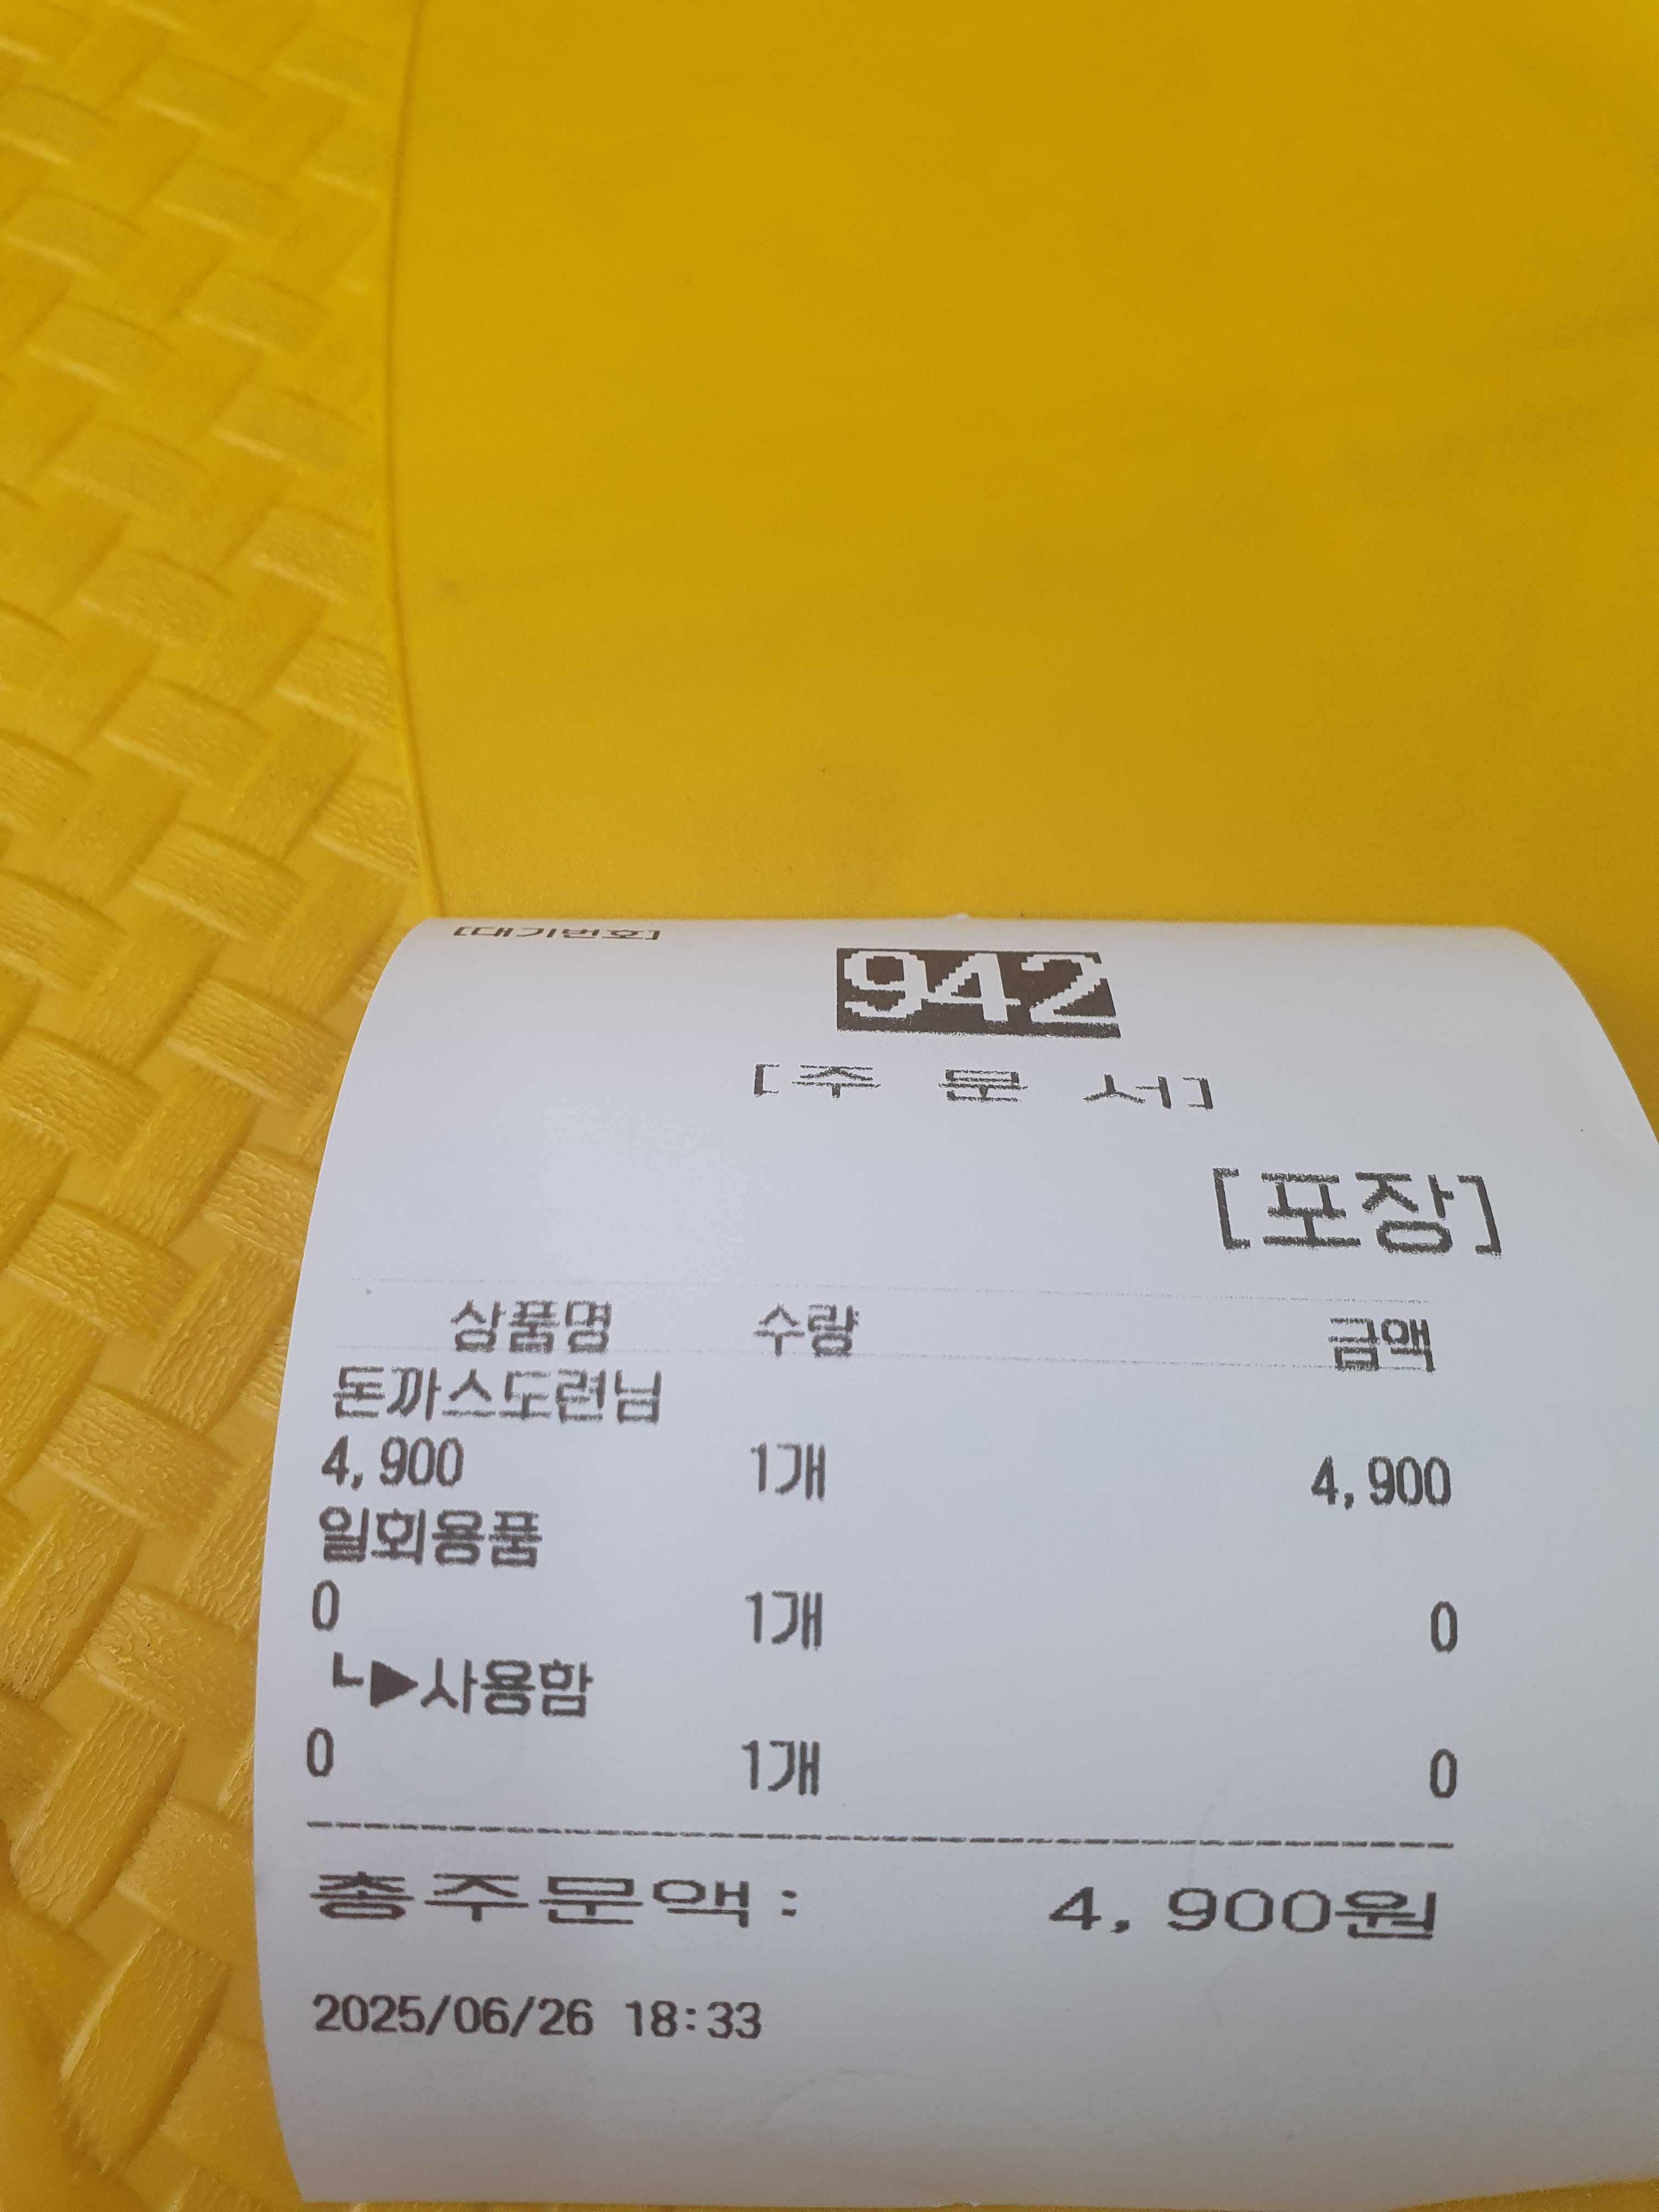 [대기번호]
942
[주 문 서]
[포장]
상품명 수량 금액
돈까스도련님
4,900 1개 4,900
일회용품
0 1개 0
┗▶사용함
0 1개 0
총주문액: 4,900원
2025/06/26 18:33